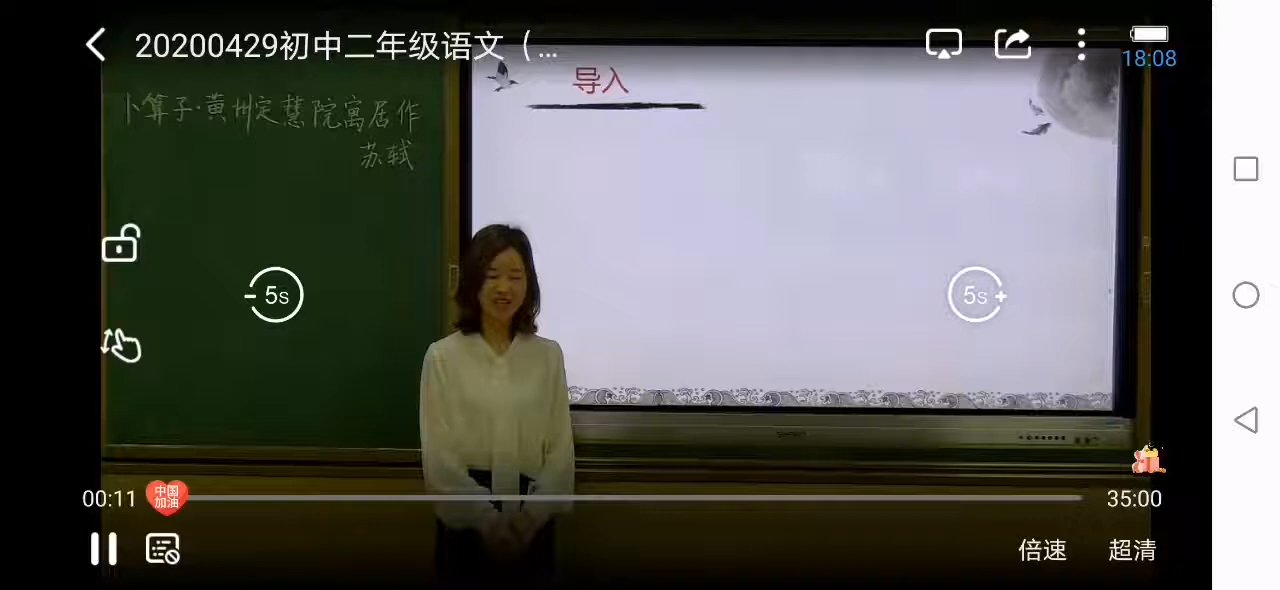 20200429初中二年级语文（...
18:08
导入
卜算子·黄州定慧院寓居作
苏轼
5s
5s
00:11
中国
加油
35:00
倍速
超清